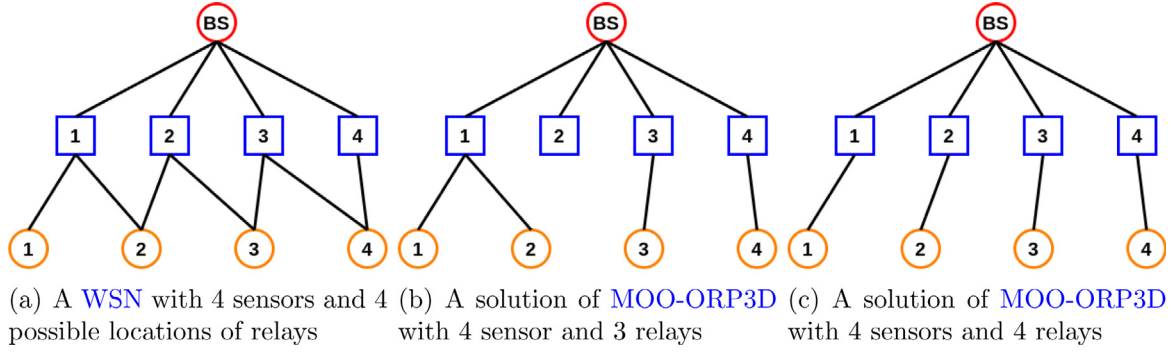 BS BS BS
1 2 3 4 1 2 3 4 1 2 3 4
1 2 3 4 1 2 3 4 1 2 3 4
(a) A WSN with 4 sensors and 4
possible locations of relays
(b) A solution of MOO-ORP3D
with 4 sensor and 3 relays
(c) A solution of MOO-ORP3D
with 4 sensors and 4 relays